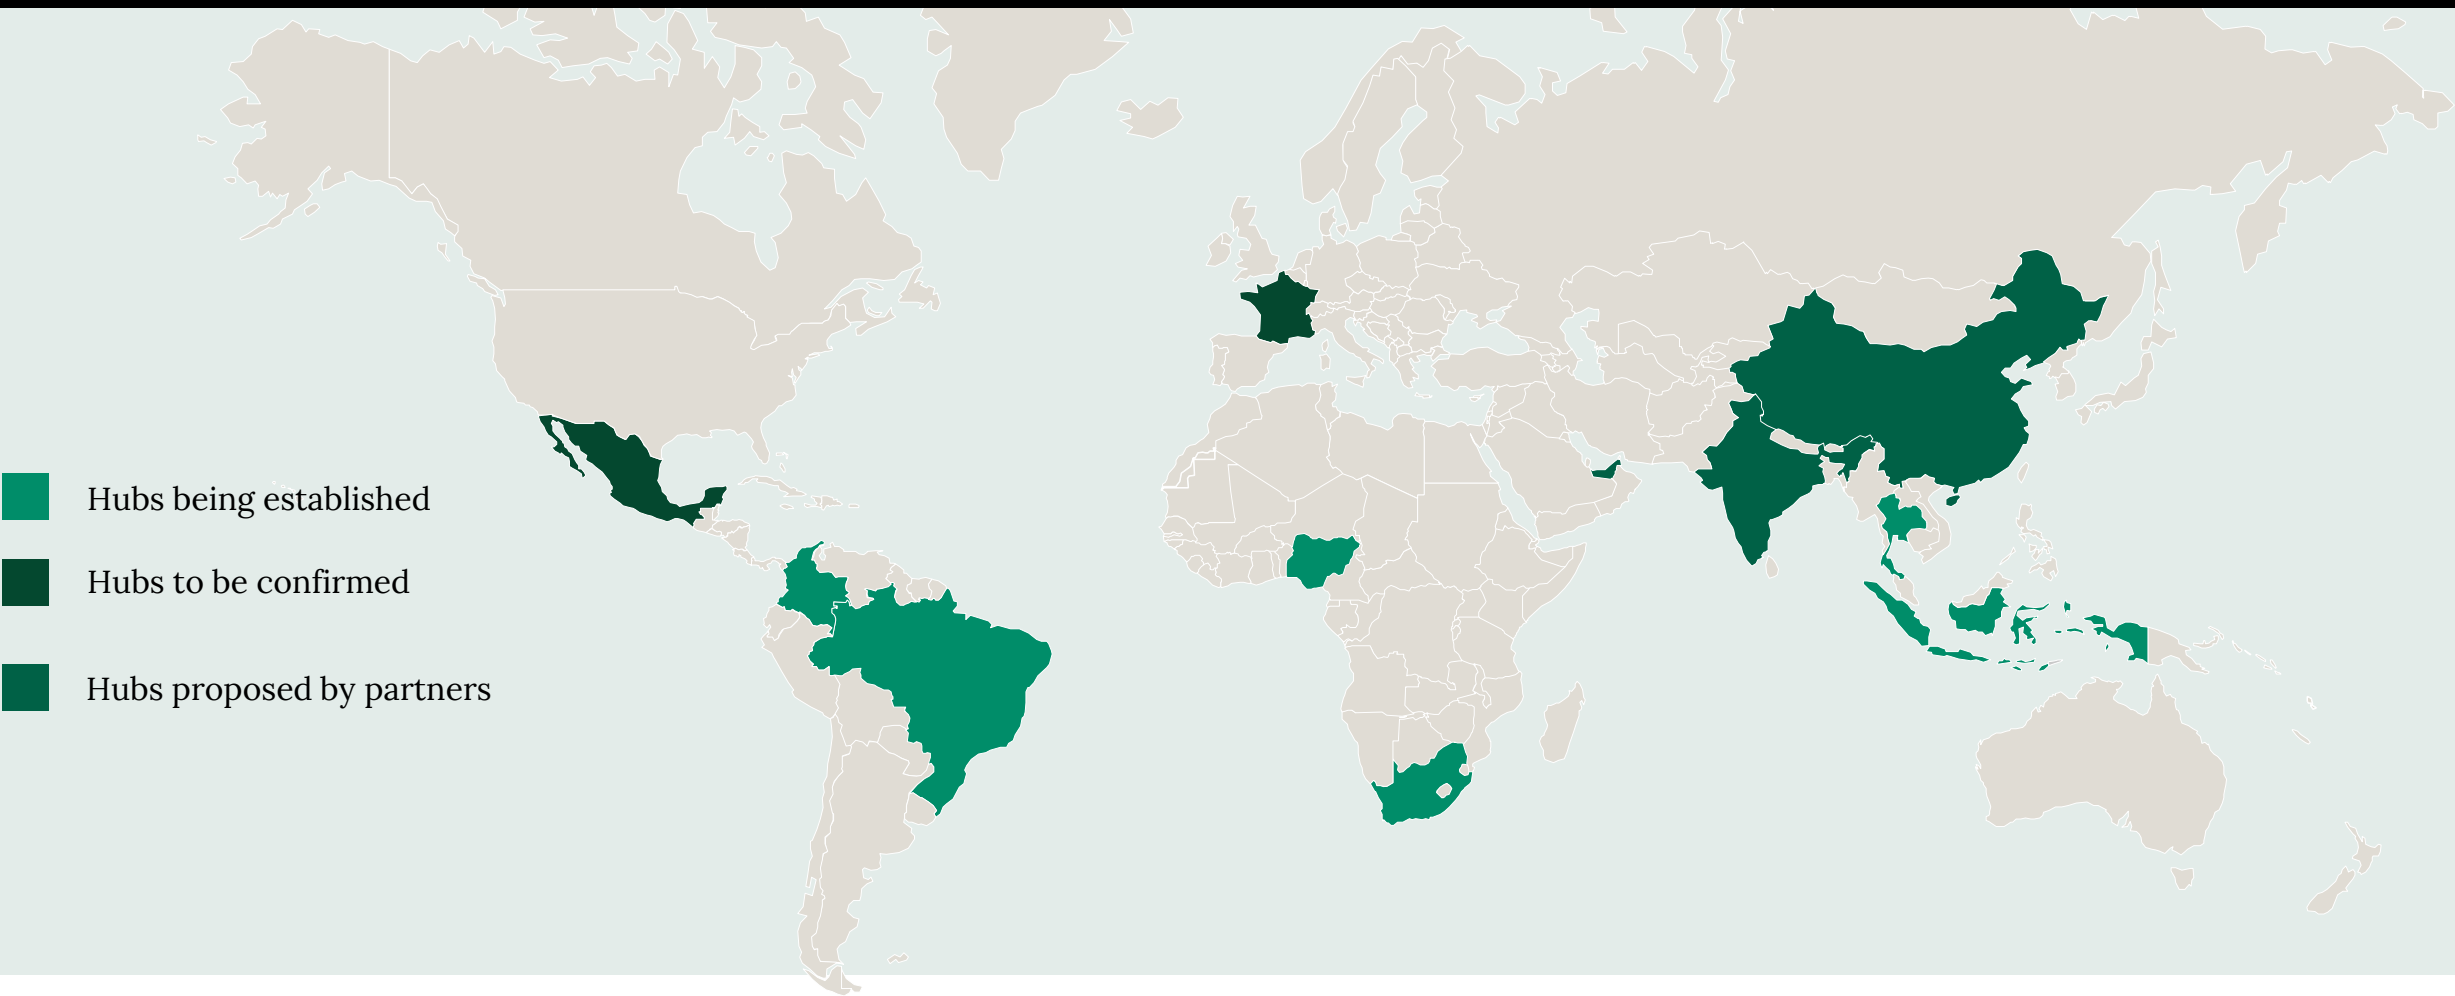 Hubs being established
Hubs to be confirmed
Hubs proposed by partners